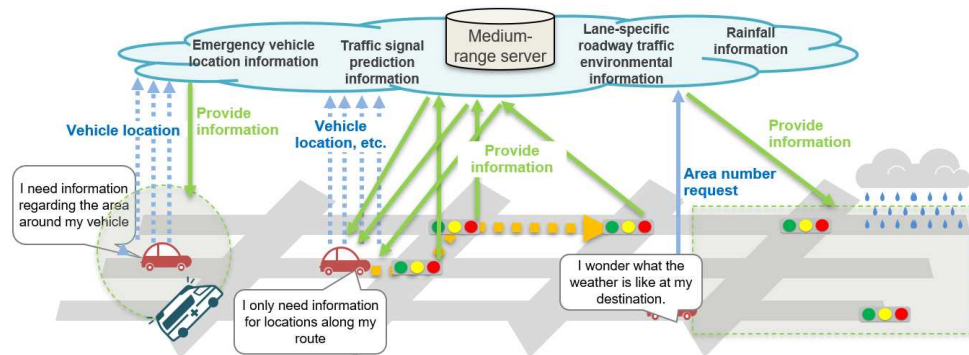 Emergency vehicle
location information
Traffic signal
prediction
information
Medium-
range server
Lane-specific
roadway traffic
environmental
information
Rainfall
information
Vehicle location
Provide
information
Vehicle
location, etc.
Provide
information
Area number
request
Provide
information
I need information
regarding the area
around my vehicle
I only need information
for locations along my
route
I wonder what the
weather is like at my
destination.